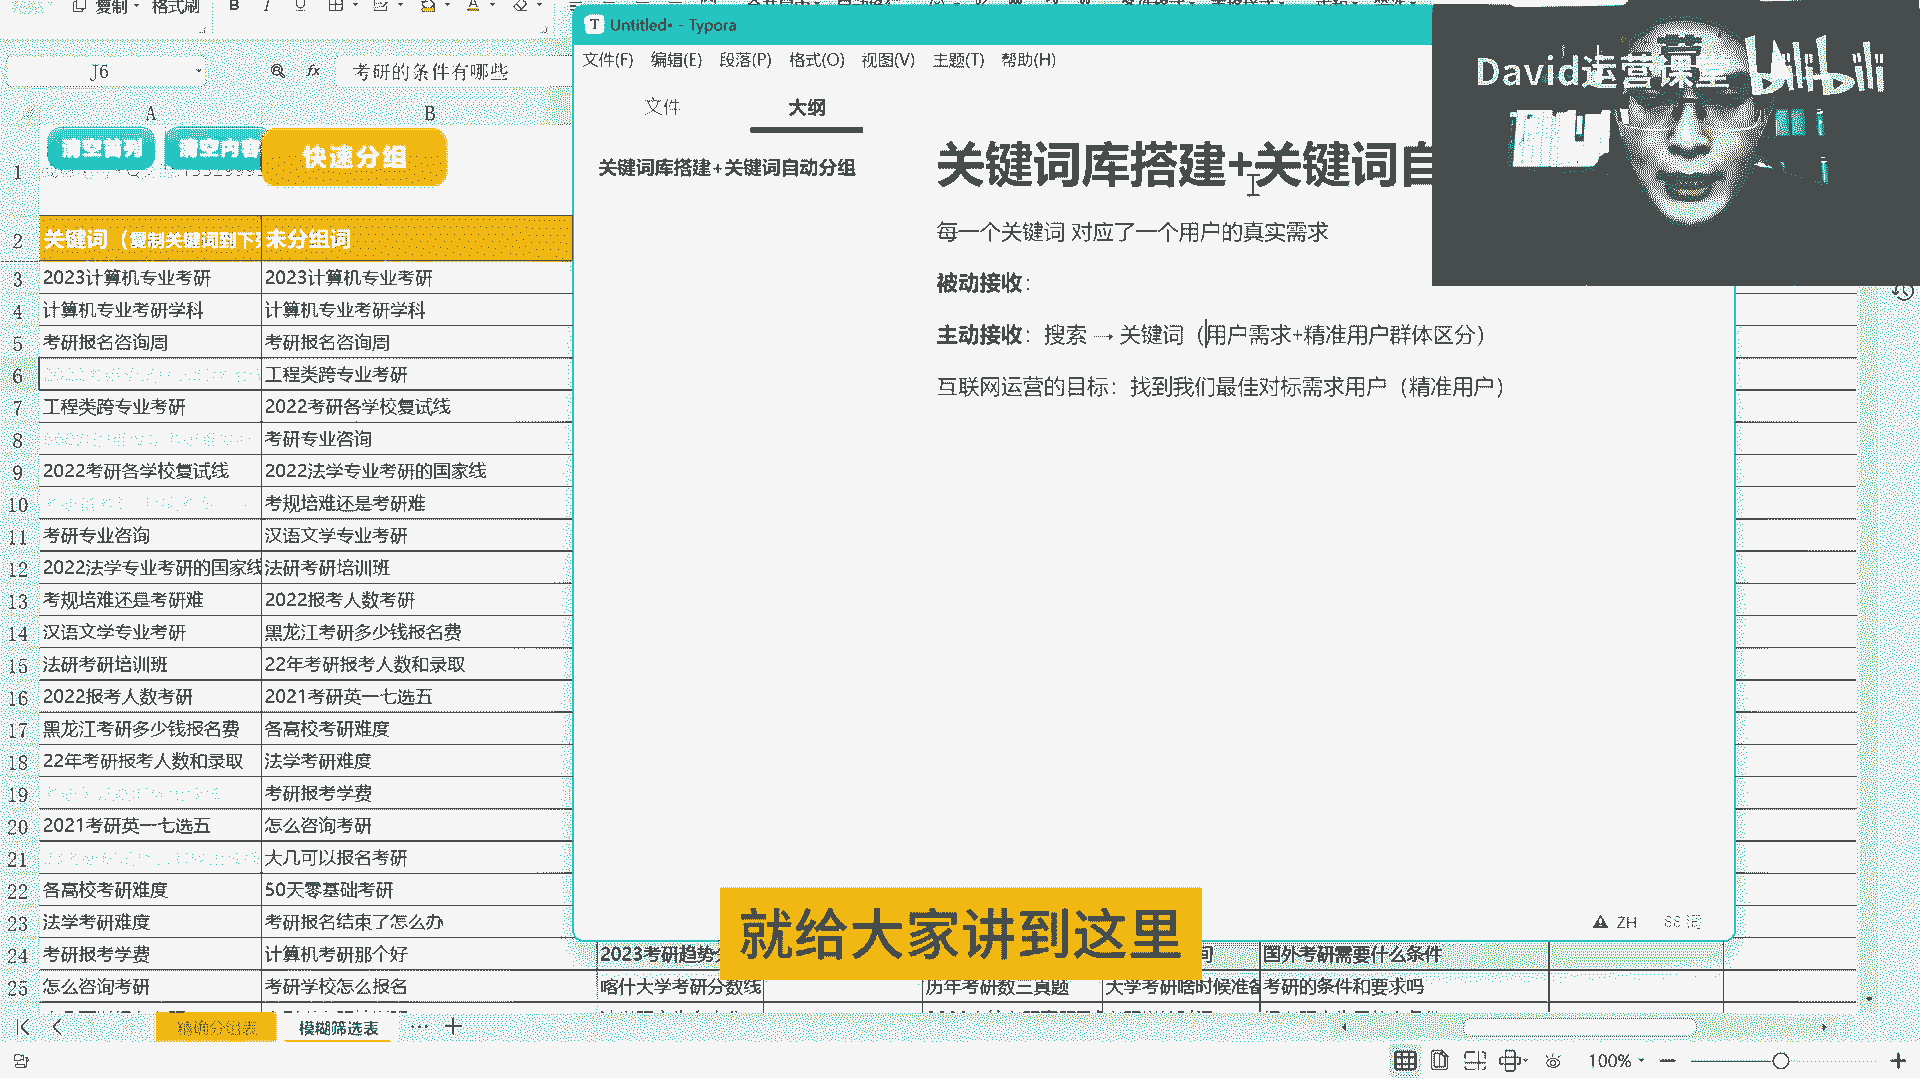 复制 格式刷 B I U A
J6 fx 考研的条件有哪些
A B
清空首列 清空内容 快速分组
1
2 关键词（复制关键词到下 未分组词
3 2023计算机专业考研 2023计算机专业考研
4 计算机专业考研学科 计算机专业考研学科
5 考研报名咨询周 考研报名咨询周
6 工程类跨专业考研
7 工程类跨专业考研 2022考研各学校复试线
8 考研专业咨询
9 2022考研各学校复试线 2022法学专业考研的国家线
10 考规培难还是考研难
11 考研专业咨询 汉语文学专业考研
12 2022法学专业考研的国家线 法研考研培训班
13 考规培难还是考研难 2022报考人数考研
14 汉语文学专业考研 黑龙江考研多少钱报名费
15 法研考研培训班 22年考研报考人数和录取
16 2022报考人数考研 2021考研英一七选五
17 黑龙江考研多少钱报名费 各高校考研难度
18 22年考研报考人数和录取 法学考研难度
19 考研报考学费
20 2021考研英一七选五 怎么咨询考研
21 大几可以报名考研
22 各高校考研难度 50天零基础考研
23 法学考研难度 考研报名结束了怎么办
24 考研报考学费 计算机考研那个好 2023考研趋势 间 国外考研需要什么条件
25 怎么咨询考研 考研学校怎么报名 喀什大学考研分数线 历年考研数三真题 大学考研啥时候准备 考研的条件和要求吗
精确分组表 模糊筛选表 ··· +
100%
T Untitled• - Typora
文件(F) 编辑(E) 段落(P) 格式(O) 视图(V) 主题(T) 帮助(H)
文件 大纲
关键词库搭建+关键词自动分组
关键词库搭建+关键词自
每一个关键词 对应了一个用户的真实需求
被动接收：
主动接收：搜索 → 关键词（用户需求+精准用户群体区分）
互联网运营的目标：找到我们最佳对标需求用户（精准用户）
ZH 88 词
David运营课堂 bilibili
就给大家讲到这里